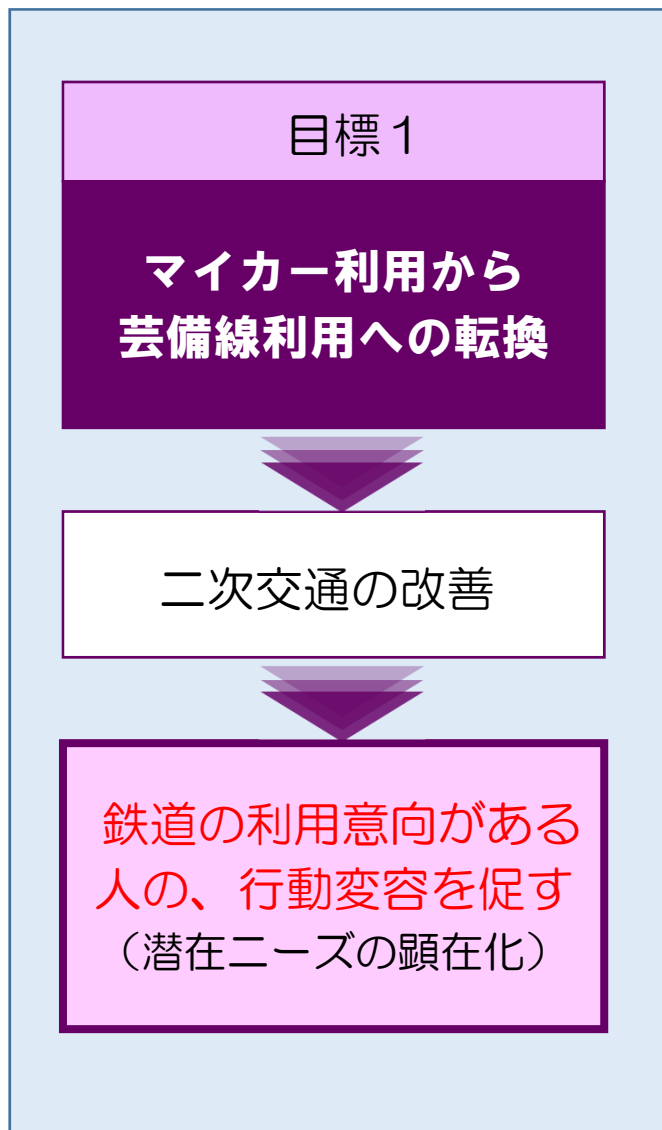 目標１
マイカー利用から
芸備線利用への転換
二次交通の改善
鉄道の利用意向がある
人の、行動変容を促す
（潜在ニーズの顕在化）